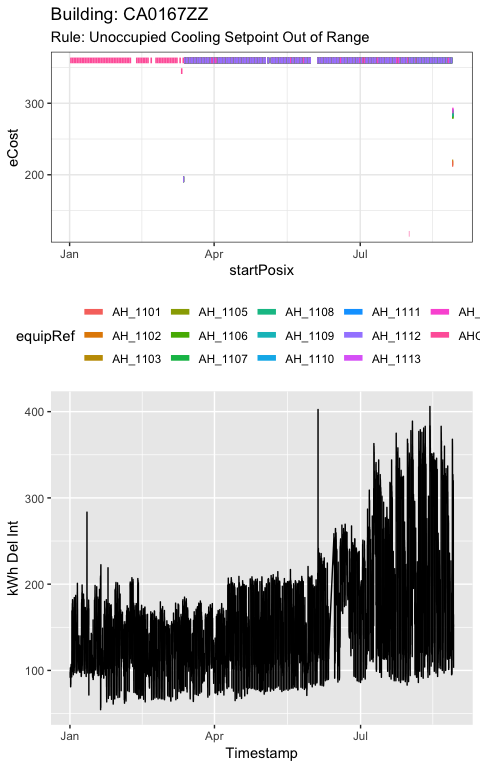 Building: CA0167ZZ
Rule: Unoccupied Cooling Setpoint Out of Range
300
200
eCost
Jan Apr Jul
startPosix
equipRef
AH_1101 AH_1105 AH_1108 AH_1111 AH_
AH_1102 AH_1106 AH_1109 AH_1112 AHC
AH_1103 AH_1107 AH_1110 AH_1113
400
300
200
100
kWh Del Int
Jan Apr Jul
Timestamp